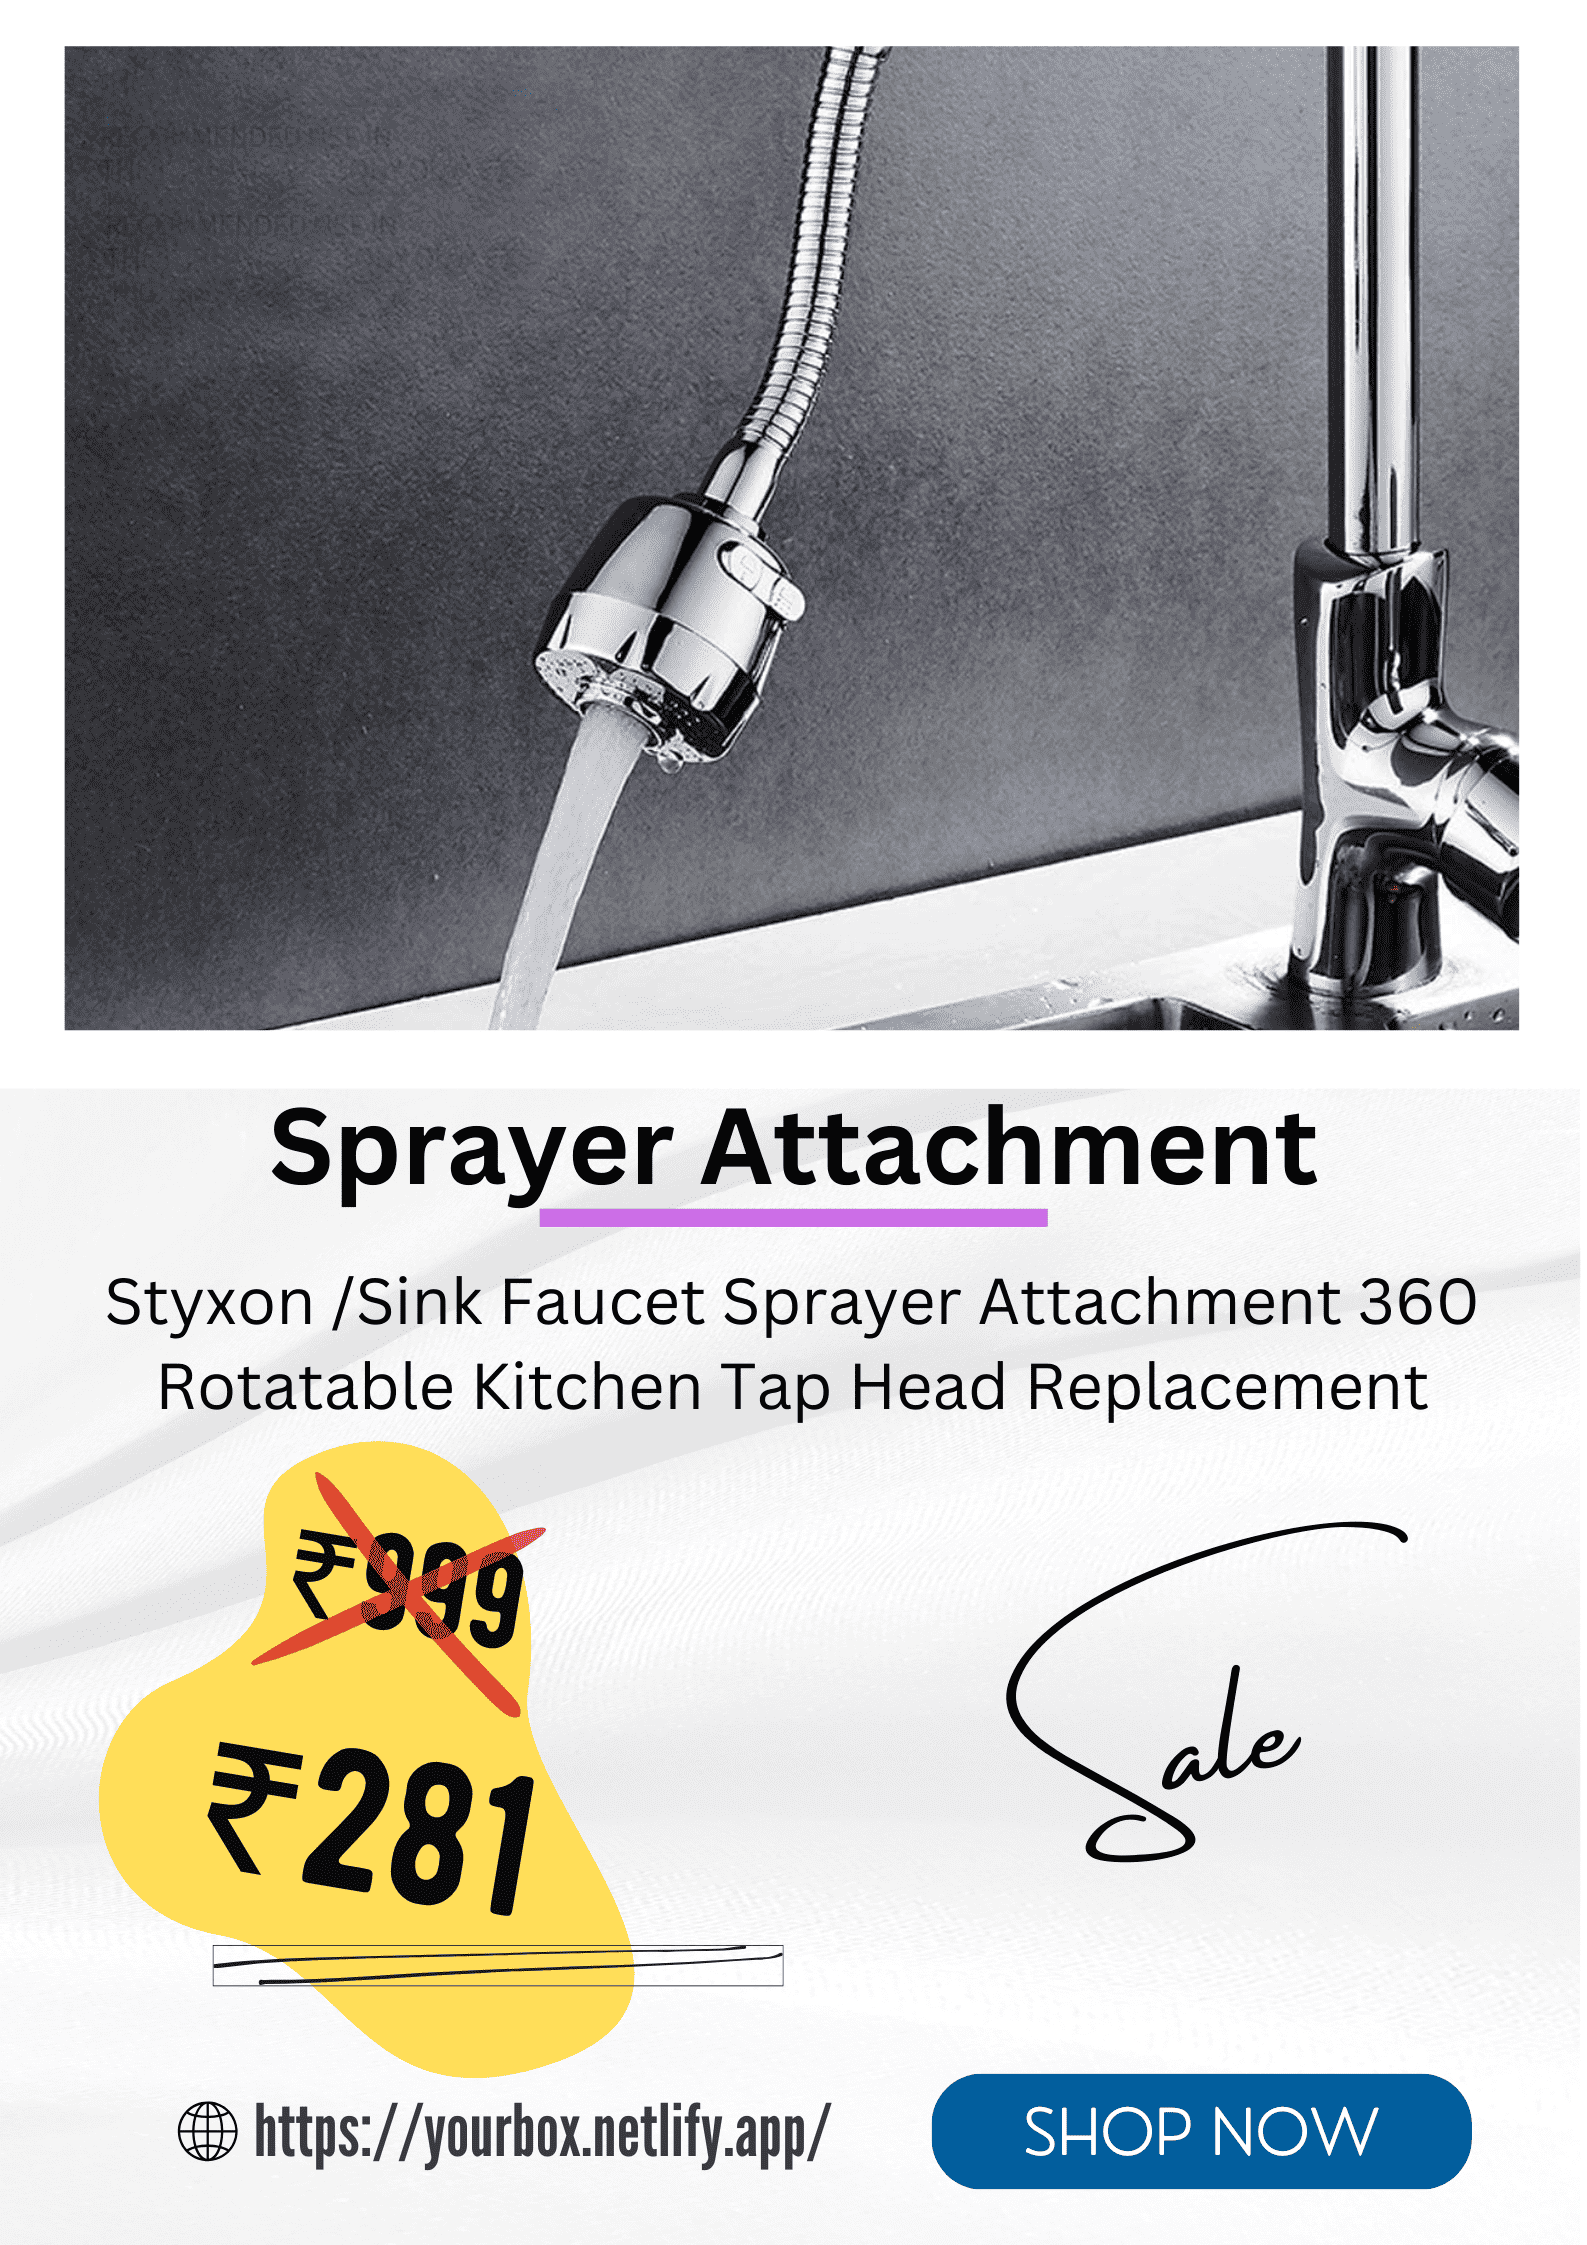 Sprayer Attachment
Styxon /Sink Faucet Sprayer Attachment 360
Rotatable Kitchen Tap Head Replacement
₹999
₹281
Sale
https://yourbox.netlify.app/
SHOP NOW